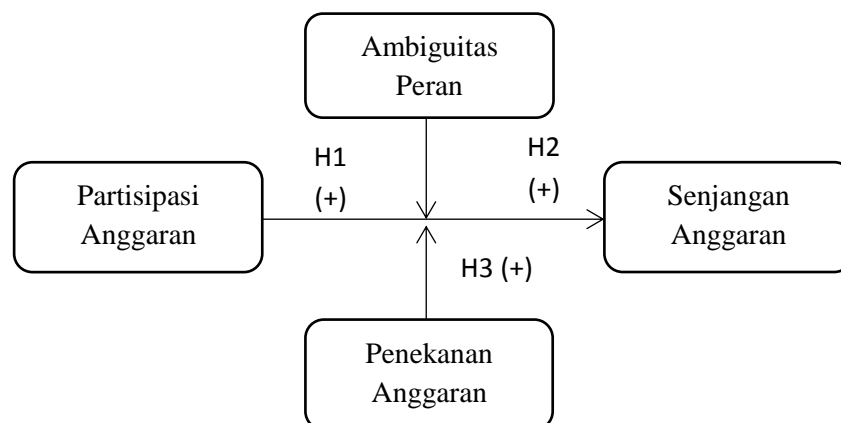 Ambiguitas
Peran
H1
(+)
H2
(+)
Partisipasi
Anggaran
Senjangan
Anggaran
H3 (+)
Penekanan
Anggaran